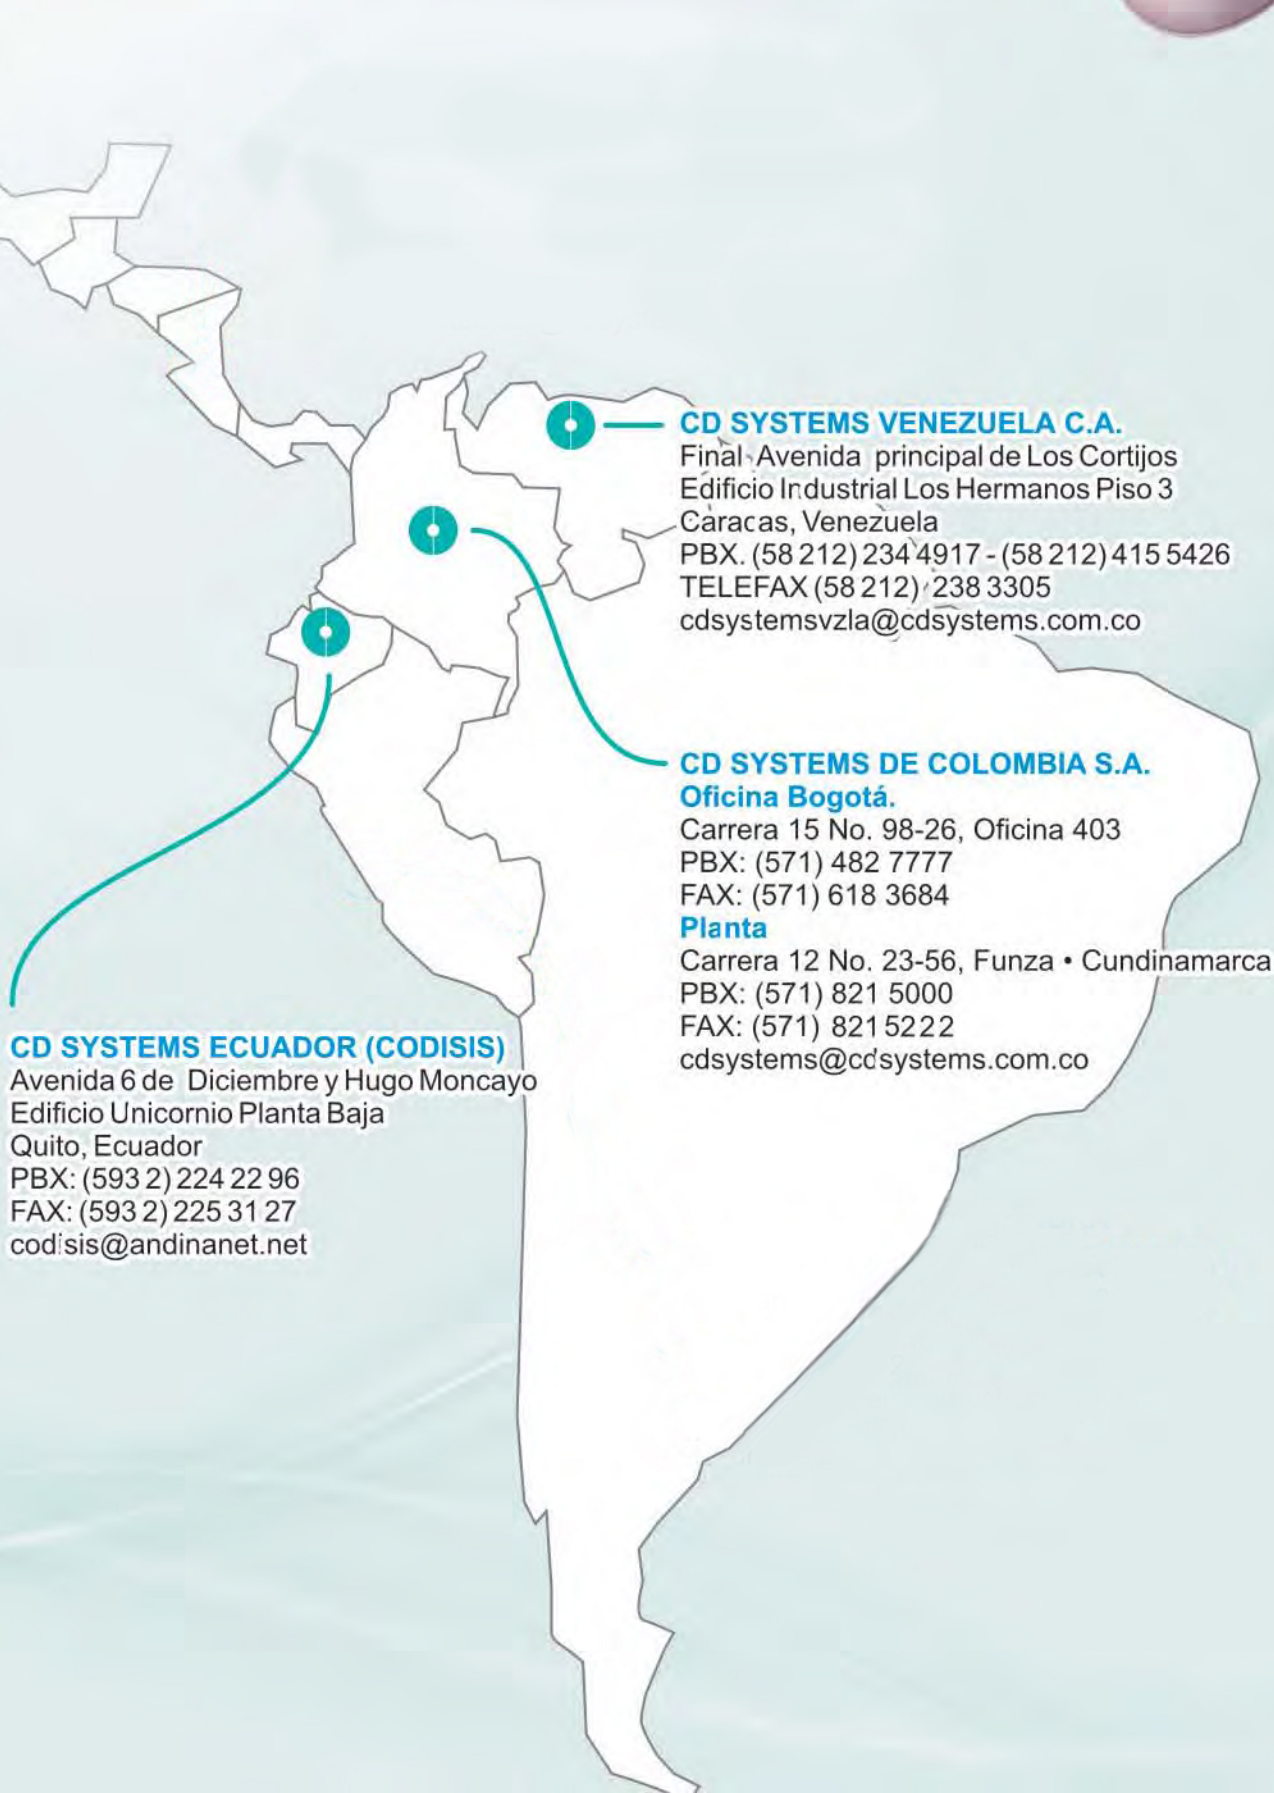 CD SYSTEMS VENEZUELA C.A.
Final Avenida principal de Los Cortijos
Edificio Industrial Los Hermanos Piso 3
Caracas, Venezuela
PBX. (58 212) 234 4917 - (58 212) 415 5426
TELEFAX (58 212) 238 3305
cdsystemsvzla@cdsystems.com.co
CD SYSTEMS DE COLOMBIA S.A.
Oficina Bogotá.
Carrera 15 No. 98-26, Oficina 403
PBX: (571) 482 7777
FAX: (571) 618 3684
Planta
Carrera 12 No. 23-56, Funza • Cundinamarca
PBX: (571) 821 5000
FAX: (571) 821 5222
cdsystems@cdsystems.com.co
CD SYSTEMS ECUADOR (CODISIS)
Avenida 6 de Diciembre y Hugo Moncayo
Edificio Unicornio Planta Baja
Quito, Ecuador
PBX: (593 2) 224 22 96
FAX: (593 2) 225 31 27
codisis@andinanet.net